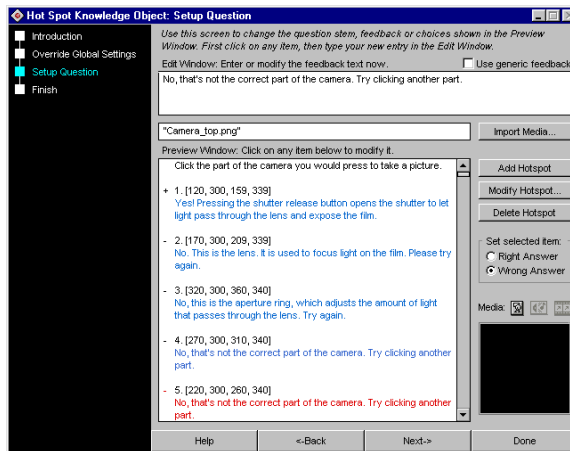 Hot Spot Knowledge Object: Setup Question
Introduction
Override Global Settings
Setup Question
Finish
Use this screen to change the question stem, feedback or choices shown in the Preview
Window. First click on any item, then type your new entry in the Edit Window.
Edit Window: Enter or modify the feedback text now.
Use generic feedback
No, that's not the correct part of the camera. Try clicking another part.
"Camera_top.png"
Import Media...
Preview Window: Click on any item below to modify it.
Click the part of the camera you would press to take a picture.
+ 1. [120, 300, 159, 339]
Yes! Pressing the shutter release button opens the shutter to let
light pass through the lens and expose the film.
- 2. [170, 300, 209, 339]
No. This is the lens. It is used to focus light on the film. Please try
again.
- 3. [320, 300, 360, 340]
No, this is the aperture ring, which adjusts the amount of light
that passes through the lens. Try again.
- 4. [270, 300, 310, 340]
No, that's not the correct part of the camera. Try clicking another
part.
- 5. [220, 300, 260, 340]
No, that's not the correct part of the camera. Try clicking another
part.
Add Hotspot
Modify Hotspot...
Delete Hotspot
Set selected item:
Right Answer
Wrong Answer
Media:
Help
<-Back
Next->
Done